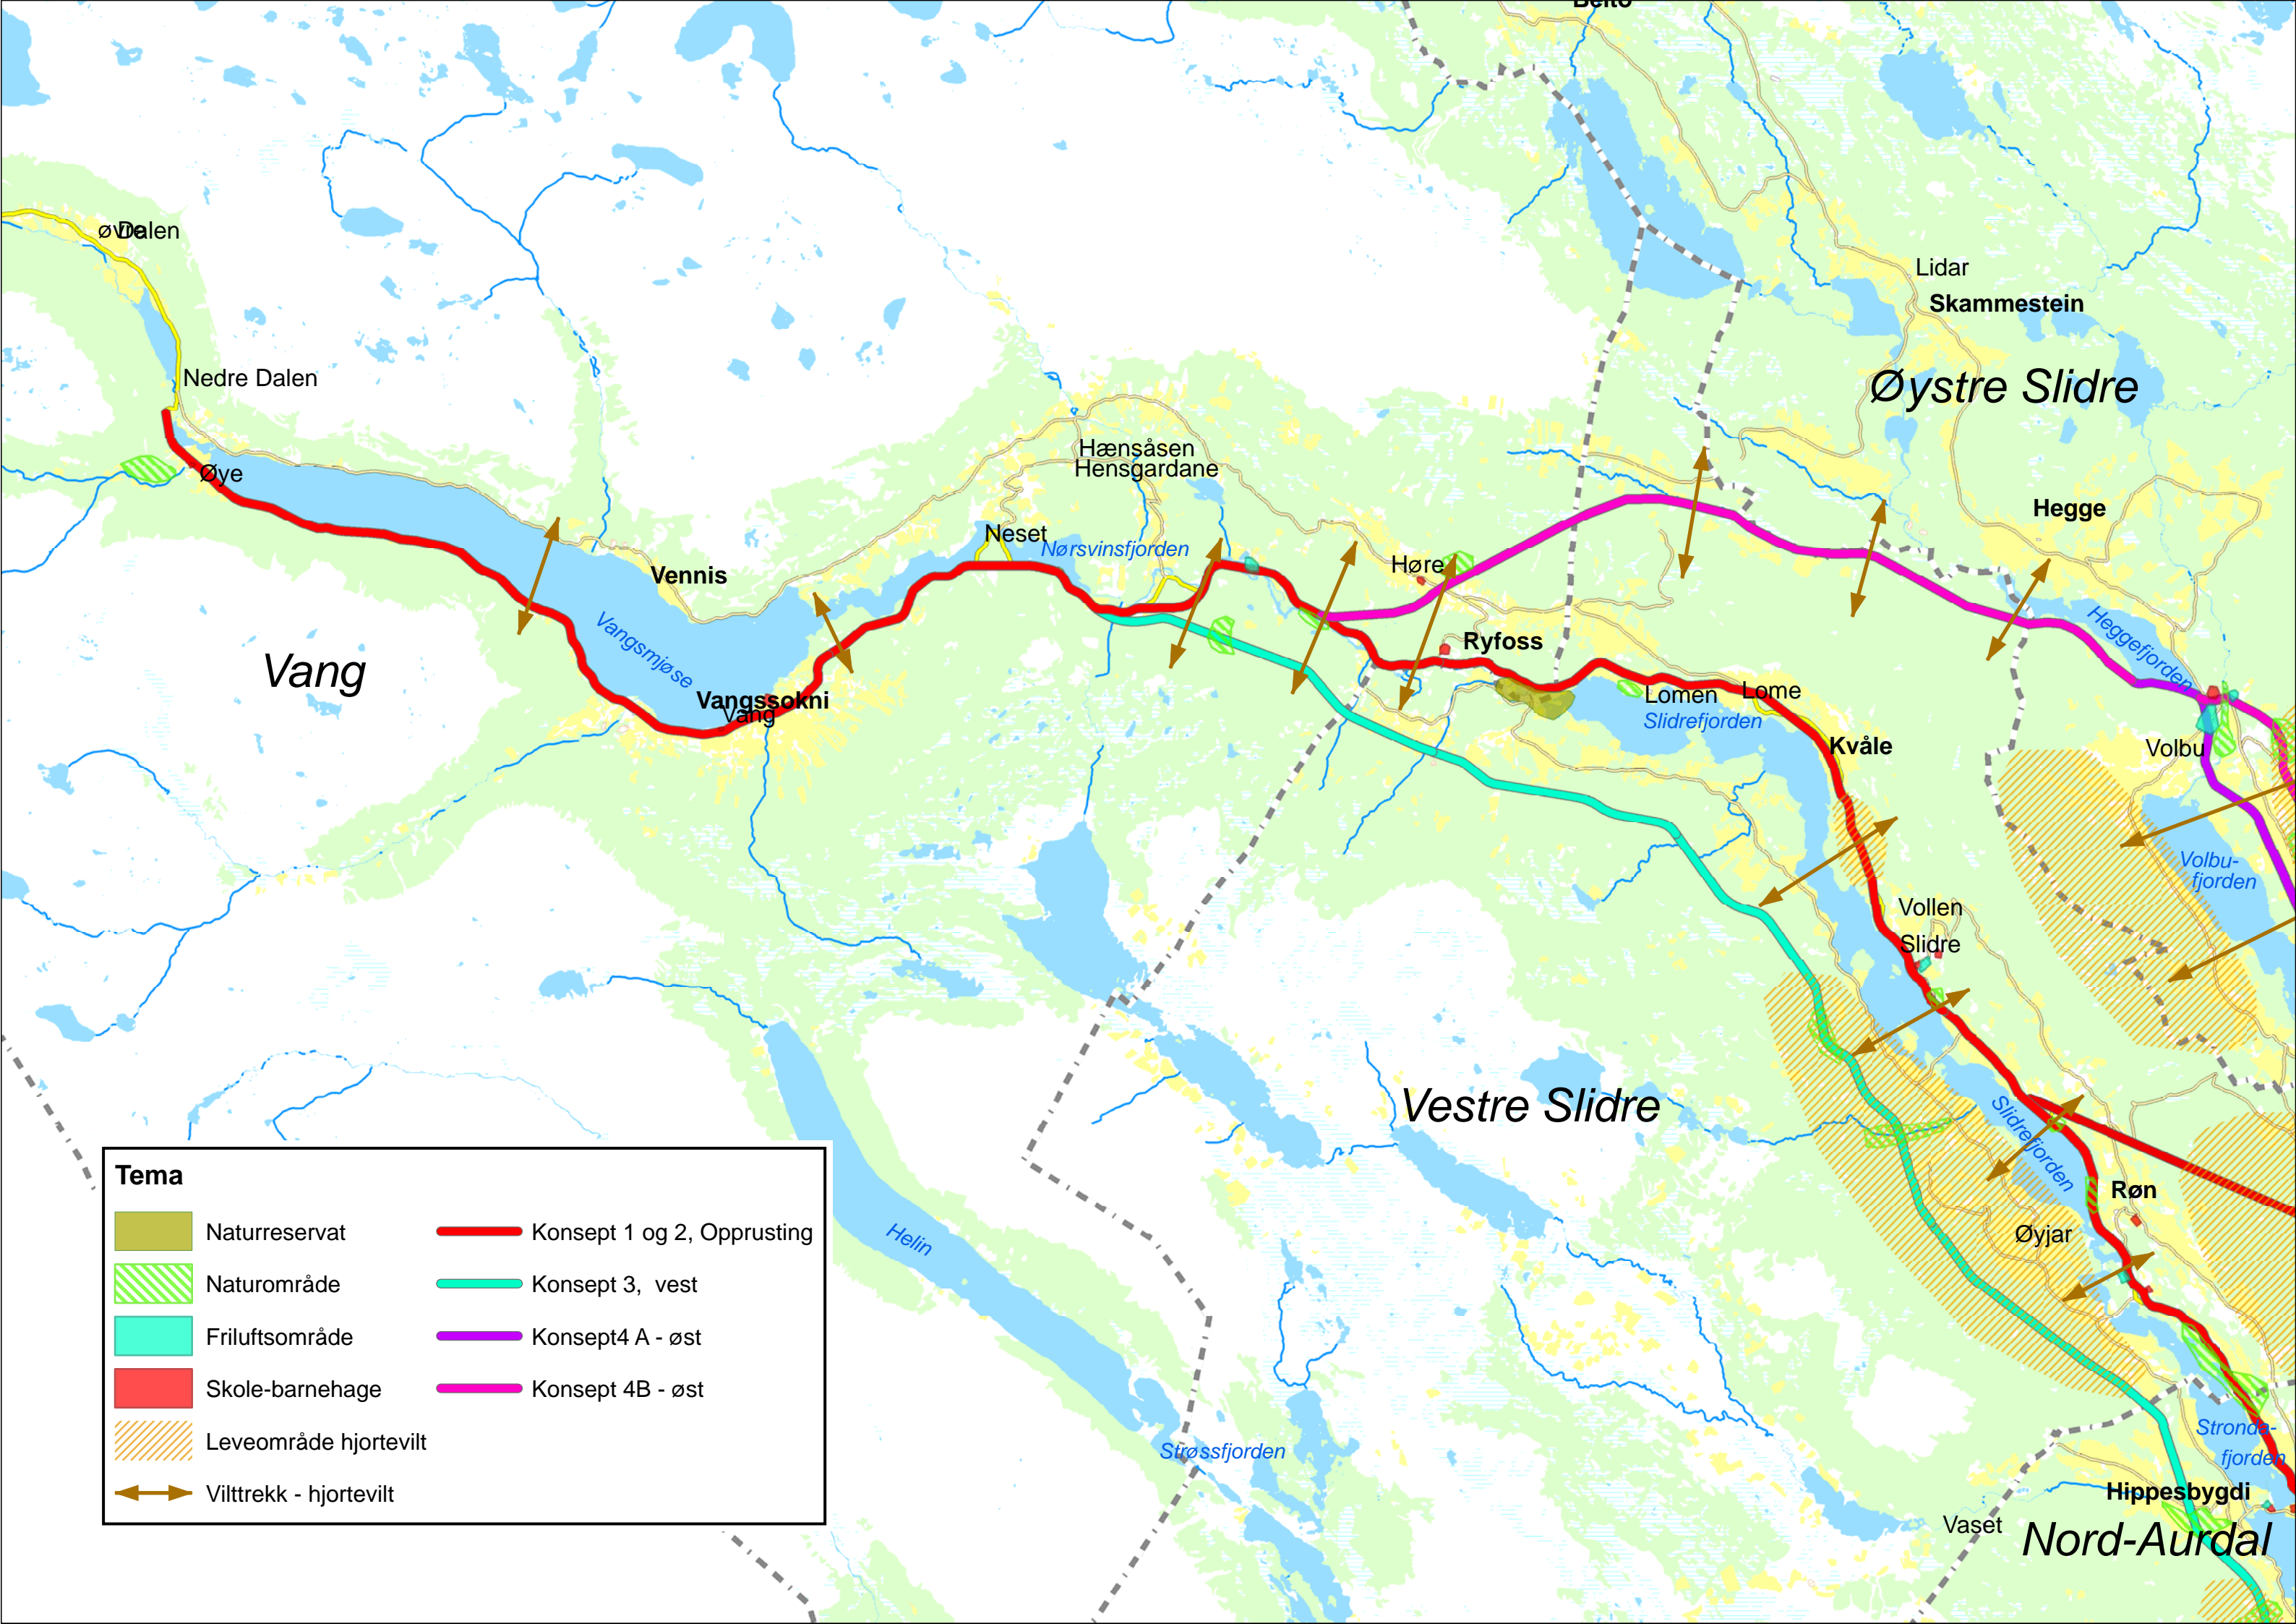 Beito
øvre
Dalen
Lidar
Skammestein
Nedre Dalen
Øystre Slidre
Hænsåsen
Hensgardane
Øye
Hegge
Neset
Nørsvinsfjorden
Høre
Vennis
Heggefjorden
Vangsmjøse
Ryfoss
Vang
Vangssokni
Vang
Lomen
Lome
Slidrefjorden
Kvåle
Volbu
Volbu-
fjorden
Vollen
Slidre
Vestre Slidre
Slidrefjorden
Røn
Øyjar
Helin
Strøssfjorden
Stronda-
fjorden
Hippesbygdi
Vaset
Nord-Aurdal
Tema
Naturreservat
Naturområde
Friluftsområde
Skole-barnehage
Leveområde hjortevilt
Vilttrekk - hjortevilt
Konsept 1 og 2, Opprusting
Konsept 3,  vest
Konsept4 A - øst
Konsept 4B - øst